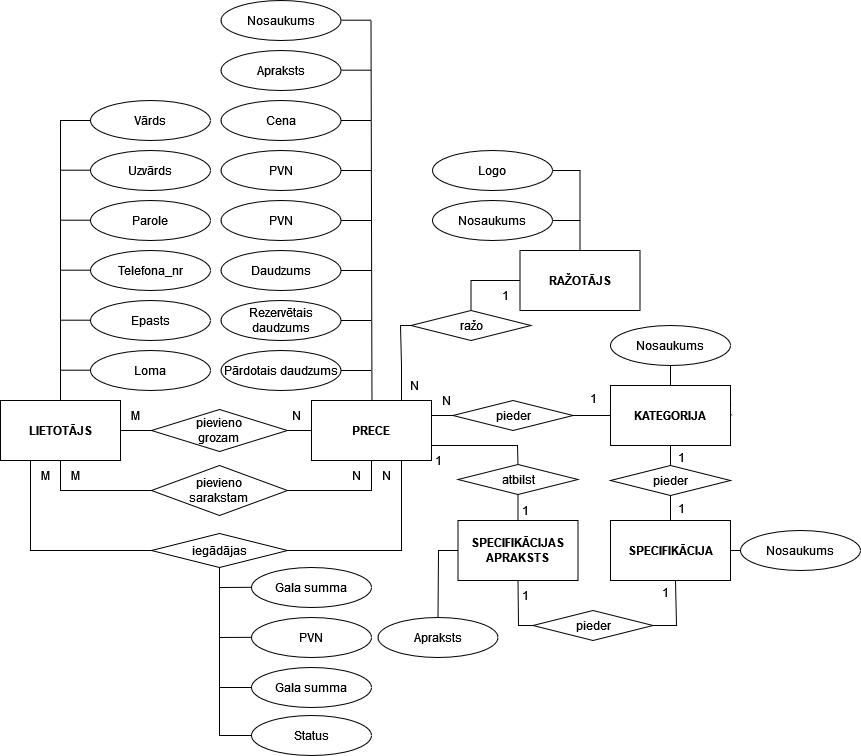 Nosaukums
Apraksts
Vārds
Cena
Uzvārds
PVN
Logo
Parole
PVN
Nosaukums
Telefona_nr
Daudzums
RAŽOTĀJS
1
Epasts
Rezervētais
daudzums
ražo
Nosaukums
Loma
Pārdotais daudzums
N
N
1
LIETOTĀJS
M
pievieno
grozam
N
PRECE
pieder
KATEGORIJA
1
1
M
M
pievieno
sarakstam
N
N
atbilst
pieder
1
1
iegādājas
SPECIFIKĀCIJAS
APRAKSTS
SPECIFIKĀCIJA
Nosaukums
Gala summa
1
1
PVN
Apraksts
pieder
Gala summa
Status